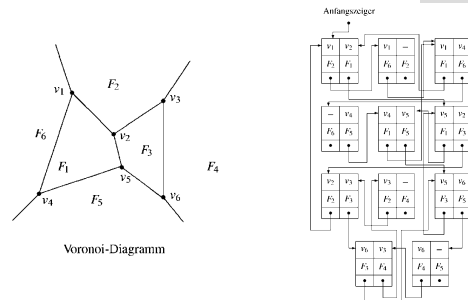 Anfangszeiger
v₁ v₂ v₁ – v₁ v₄
F₂ F₁ F₆ F₂ F₁ F₆
– v₄ v₄ v₅ v₅ v₂
F₆ F₅ F₁ F₅ F₁ F₃
v₂ v₃ v₃ – v₅ v₆
F₂ F₃ F₂ F₄ F₃ F₅
v₆ v₃ v₆ –
F₃ F₄ F₄ F₅
v₁
F₂
v₃
v₂
F₆
F₃
F₁
v₅
F₄
v₄
F₅
v₆
Voronoi-Diagramm